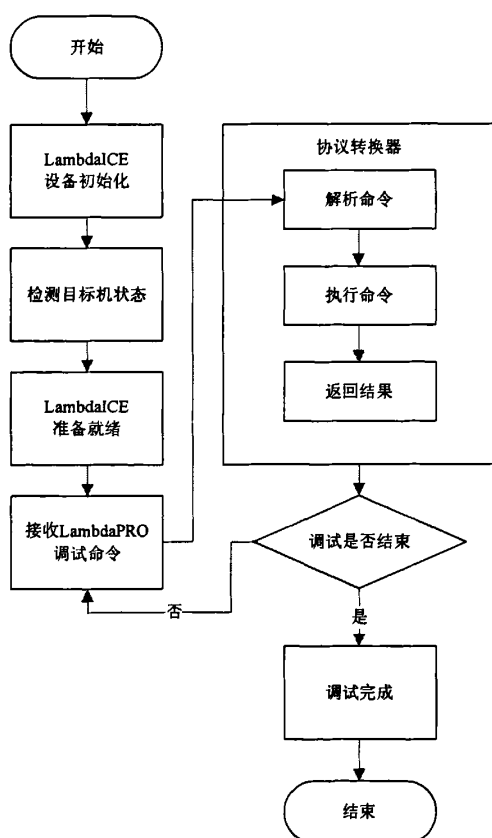 开始
LambdaICE
设备初始化
检测目标机状态
LambdaICE
准备就绪
接收LambdaPRO
调试命令
协议转换器
解析命令
执行命令
返回结果
调试是否结束
否
是
调试完成
结束